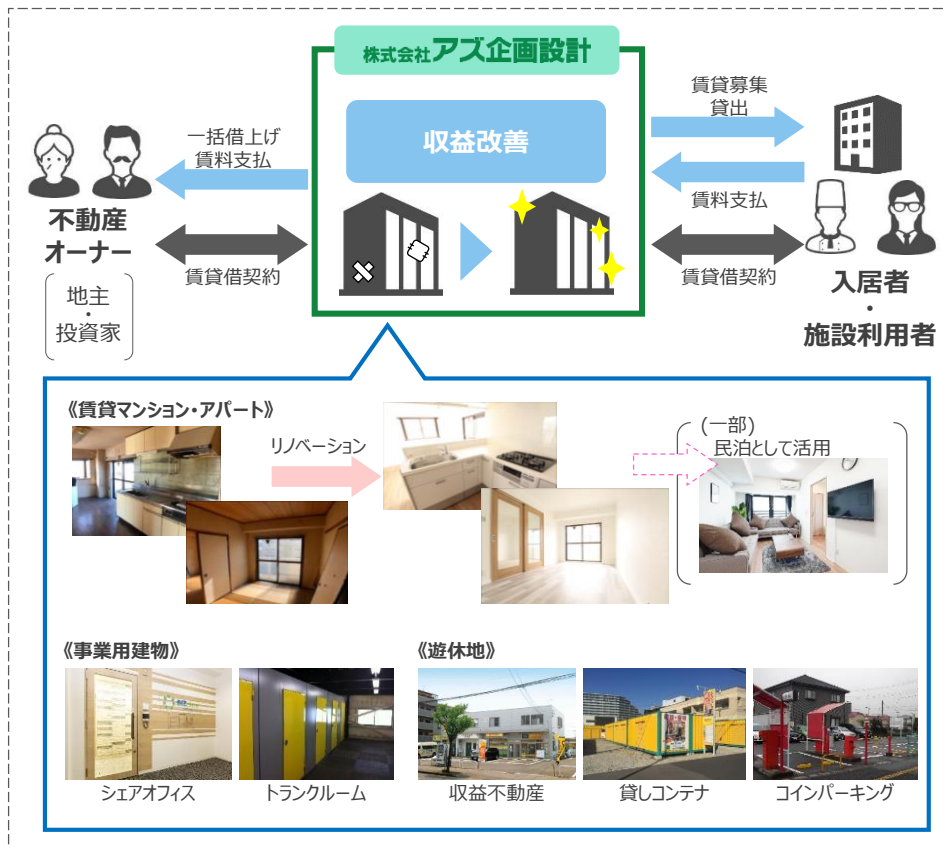 株式会社アズ企画設計
収益改善
一括借上げ
賃料支払
賃貸借契約
不動産
オーナー
地主
・
投資家
賃貸募集
貸出
賃料支払
賃貸借契約
入居者
・
施設利用者
《賃貸マンション・アパート》
リノベーション
(一部)
民泊として活用
《事業用建物》
シェアオフィス
トランクルーム
《遊休地》
収益不動産
貸しコンテナ
コインパーキング